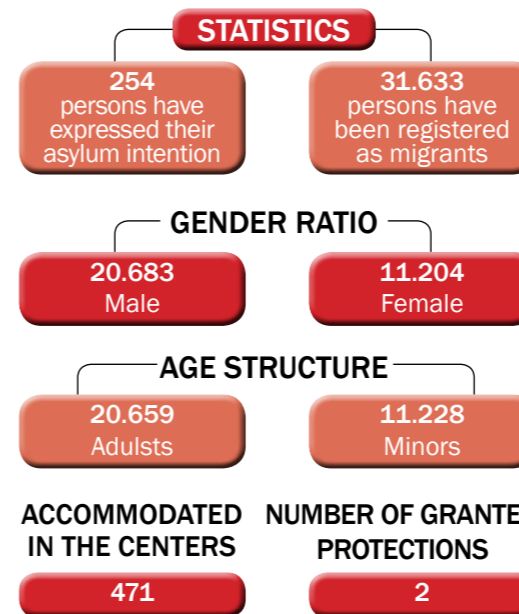 STATISTICS
254
persons have
expressed their
asylum intention
31.633
persons have
been registered
as migrants
GENDER RATIO
20.683
Male
11.204
Female
AGE STRUCTURE
20.659
Adulsts
11.228
Minors
ACCOMMODATED
IN THE CENTERS
471
NUMBER OF GRANTE
PROTECTIONS
2